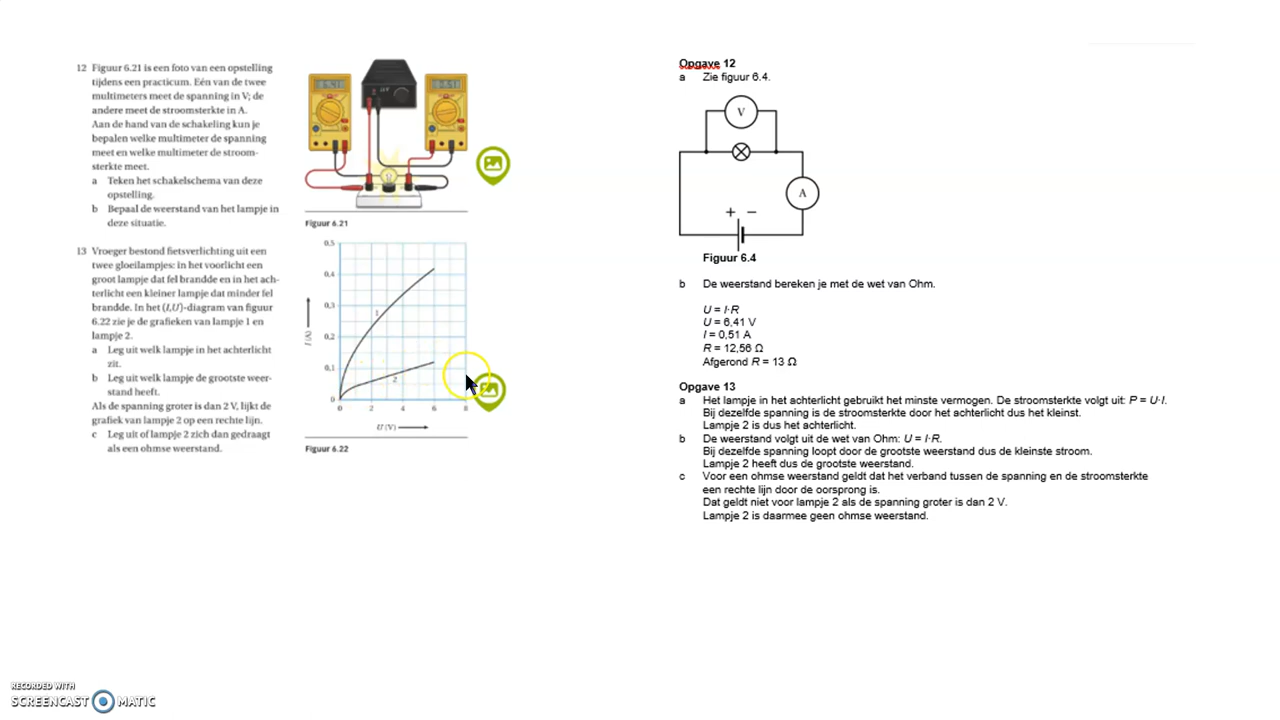 12 Figuur 6.21 is een foto van een opstelling
tijdens een practicum. Eén van de twee
multimeters meet de spanning in V; de
andere meet de stroomsterkte in A.
Aan de hand van de schakeling kun je
bepalen welke multimeter de spanning
meet en welke multimeter de stroom-
sterkte meet.
a Teken het schakelschema van deze
opstelling.
b Bepaal de weerstand van het lampje in
deze situatie.
Figuur 6.21
13 Vroeger bestond fietsverlichting uit een
twee gloeilampjes: in het voorlicht een
groot lampje dat fel brandde en in het ach-
terlicht een kleiner lampje dat minder fel
brandde. In het (I,U)-diagram van figuur
6.22 zie je de grafieken van lampje 1 en
lampje 2.
a Leg uit welk lampje in het achterlicht
zit.
b Leg uit welk lampje de grootste weer-
stand heeft.
Als de spanning groter is dan 2 V, lijkt de
grafiek van lampje 2 op een rechte lijn.
c Leg uit of lampje 2 zich dan gedraagt
als een ohmse weerstand.
0,5
0,4
0,3
0,2
0,1
0
I (A)
1
2
0 2 4 6 8
U (V)
Figuur 6.22
Opgave 12
a Zie figuur 6.4.
V
A
+ −
Figuur 6.4
b De weerstand bereken je met de wet van Ohm.
U = I·R
U = 6,41 V
I = 0,51 A
R = 12,56 Ω
Afgerond R = 13 Ω
Opgave 13
a Het lampje in het achterlicht gebruikt het minste vermogen. De stroomsterkte volgt uit: P = U·I.
Bij dezelfde spanning is de stroomsterkte door het achterlicht dus het kleinst.
Lampje 2 is dus het achterlicht.
b De weerstand volgt uit de wet van Ohm: U = I·R.
Bij dezelfde spanning loopt door de grootste weerstand dus de kleinste stroom.
Lampje 2 heeft dus de grootste weerstand.
c Voor een ohmse weerstand geldt dat het verband tussen de spanning en de stroomsterkte
een rechte lijn door de oorsprong is.
Dat geldt niet voor lampje 2 als de spanning groter is dan 2 V.
Lampje 2 is daarmee geen ohmse weerstand.
RECORDED WITH
SCREENCAST MATIC